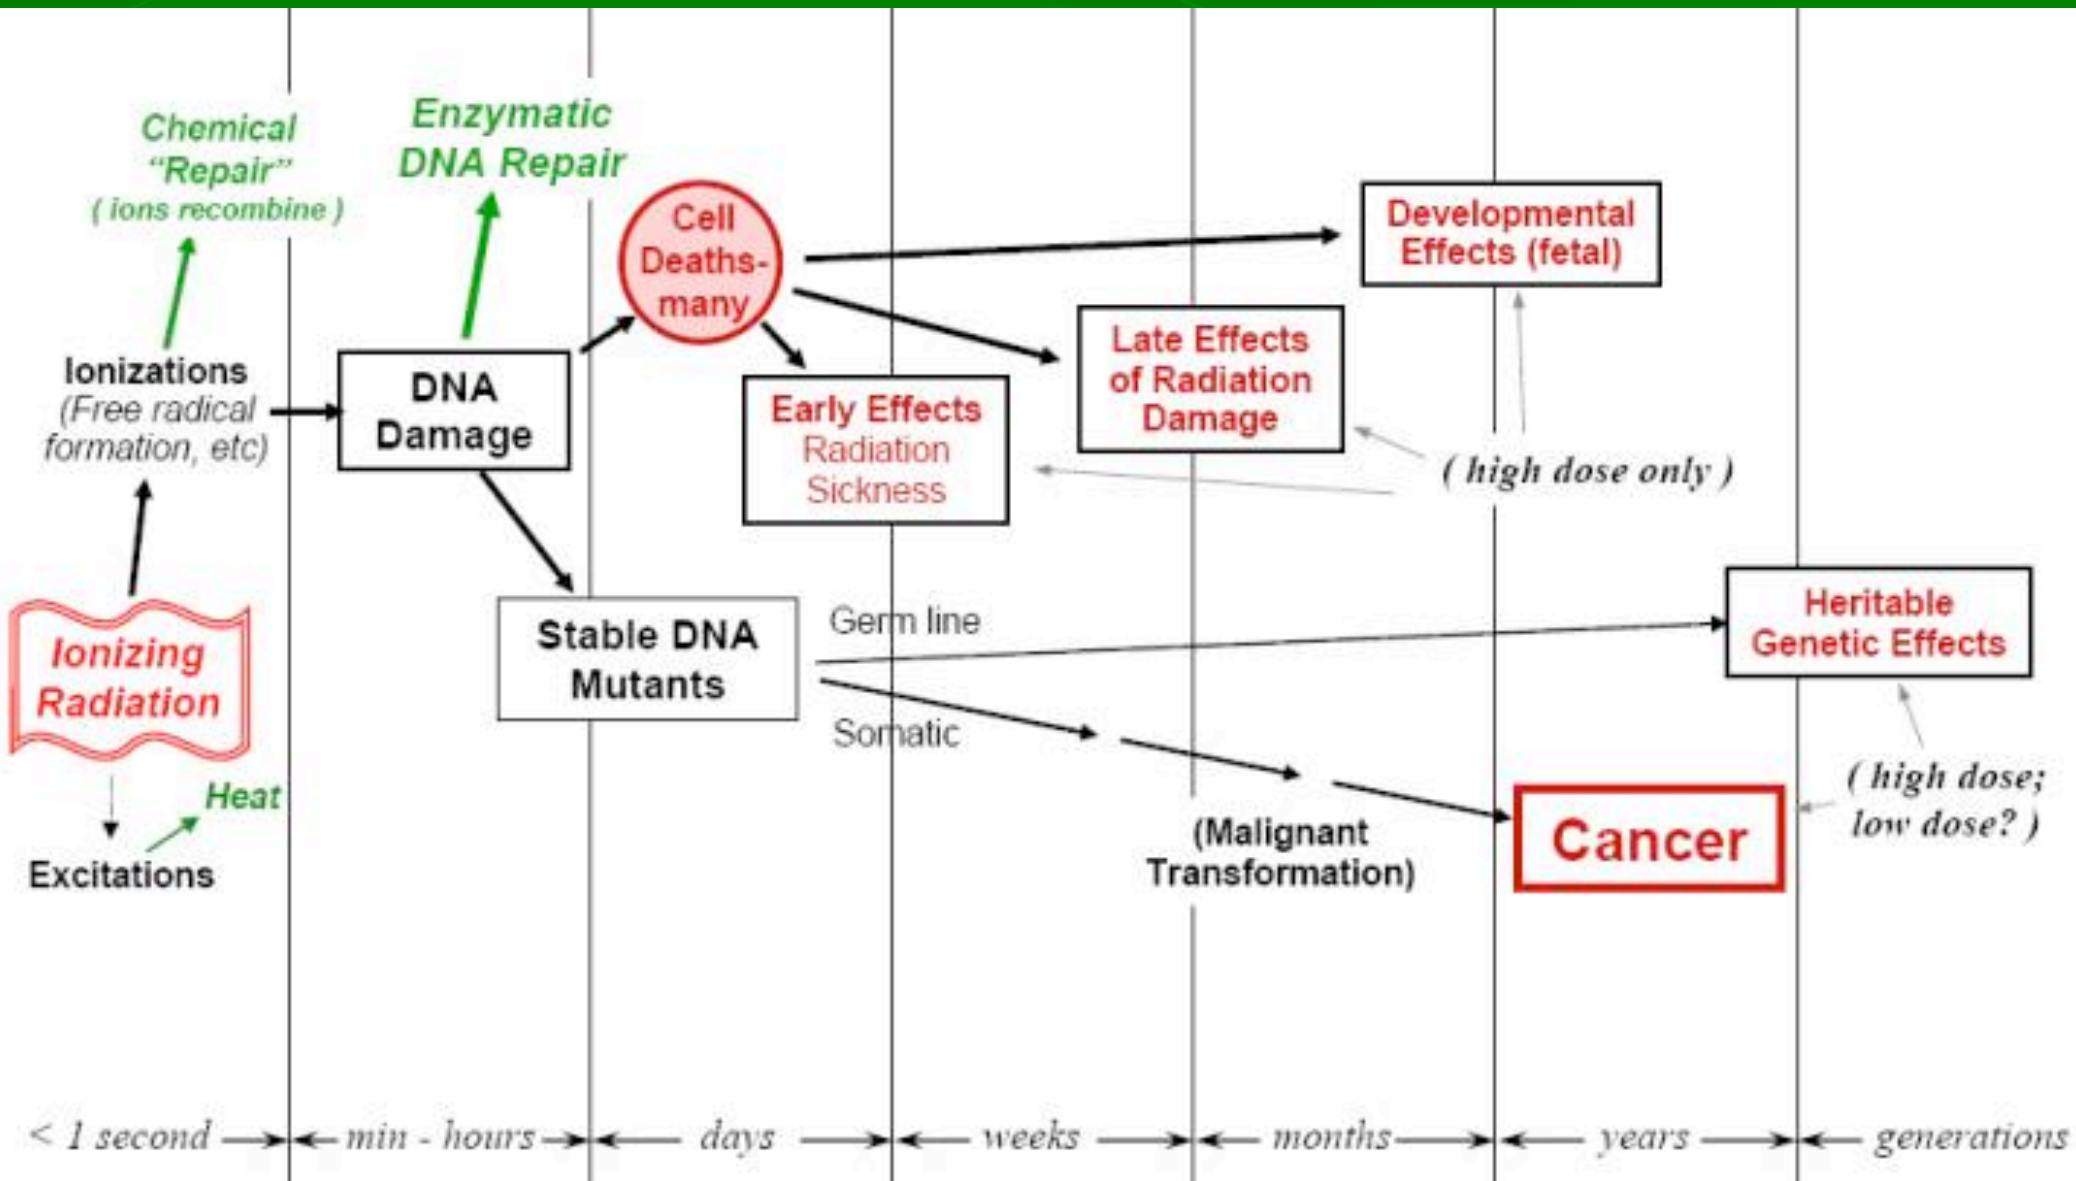 Chemical
“Repair”
( ions recombine )
Enzymatic
DNA Repair
Cell
Deaths-
many
Developmental
Effects (fetal)
Ionizations
(Free radical
formation, etc)
DNA
Damage
Early Effects
Radiation
Sickness
Late Effects
of Radiation
Damage
( high dose only )
Ionizing
Radiation
Stable DNA
Mutants
Germ line
Somatic
Heritable
Genetic Effects
Heat
Excitations
(Malignant
Transformation)
Cancer
( high dose;
low dose? )
< 1 second
min - hours
days
weeks
months
years
generations